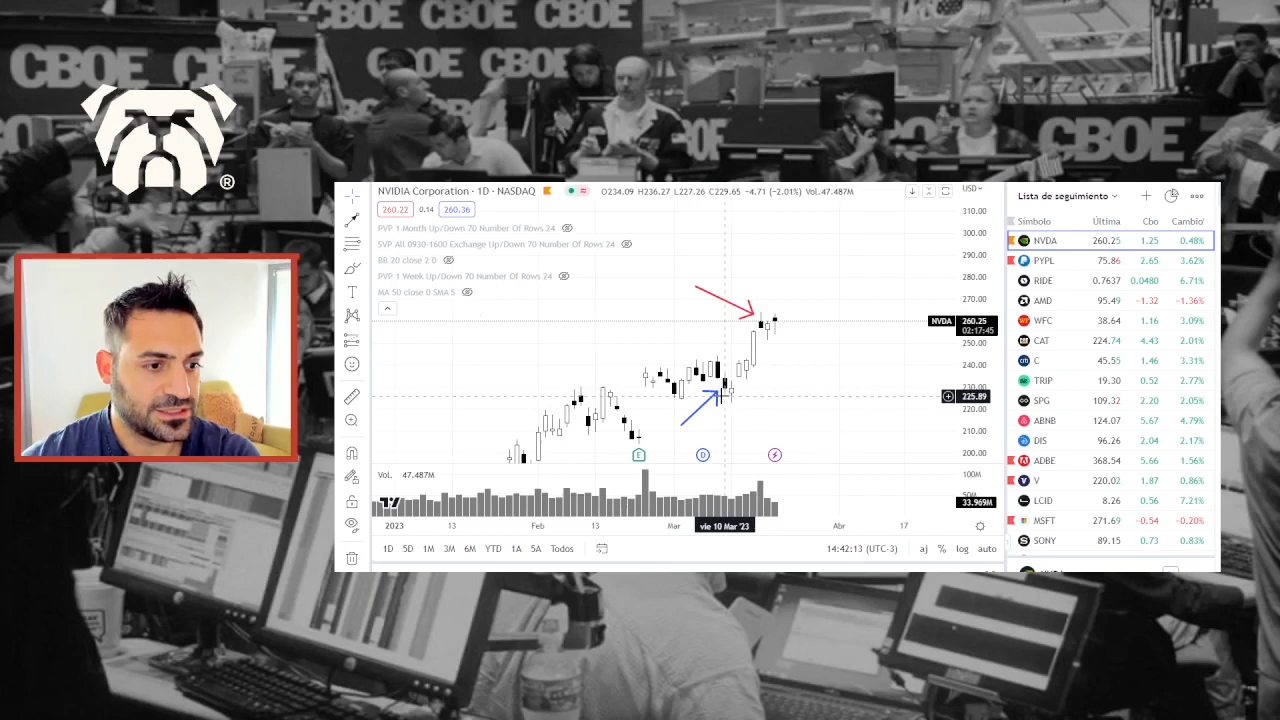 CBOE CBOE CBOE
CBOE CBOE
CBOE CBOE
CBOE
®
NVIDIA Corporation · 1D · NASDAQ
O234.09 H236.27 L227.26 C229.65 -4.71 (-2.01%) Vol.47.487M
260.22 0.14 260.36
PVP 1 Month Up/Down 70 Number Of Rows 24
SVP All 0930-1600 Exchange Up/Down 70 Number Of Rows 24
BB 20 close 2 0
PVP 1 Week Up/Down 70 Number Of Rows 24
MA 50 close 0 SMA 5
USD
310.00
300.00
290.00
280.00
270.00
NVDA 260.25
02:17:45
250.00
240.00
230.00
225.89
220.00
210.00
200.00
E D
Vol. 47.487M
100M
50M
33.969M
2023 13 Feb 13 Mar vie 10 Mar '23 Abr 17
1D 5D 1M 3M 6M YTD 1A 5A Todos
14:42:13 (UTC-3) aj % log auto
Lista de seguimiento
Símbolo Última Cbo Cambio
NVDA 260.25 1.25 0.48%
PYPL 75.86 2.65 3.62%
RIDE 0.7637 0.0480 6.71%
AMD 95.49 -1.32 -1.36%
WFC 38.64 1.16 3.09%
CAT 224.74 4.43 2.01%
C 45.55 1.46 3.31%
TRIP 19.30 0.52 2.77%
SPG 109.32 2.20 2.05%
ABNB 124.07 5.67 4.79%
DIS 96.26 2.04 2.17%
ADBE 368.54 5.66 1.56%
V 220.02 1.87 0.86%
LCID 8.26 0.56 7.21%
MSFT 271.69 -0.54 -0.20%
SONY 89.15 0.73 0.83%